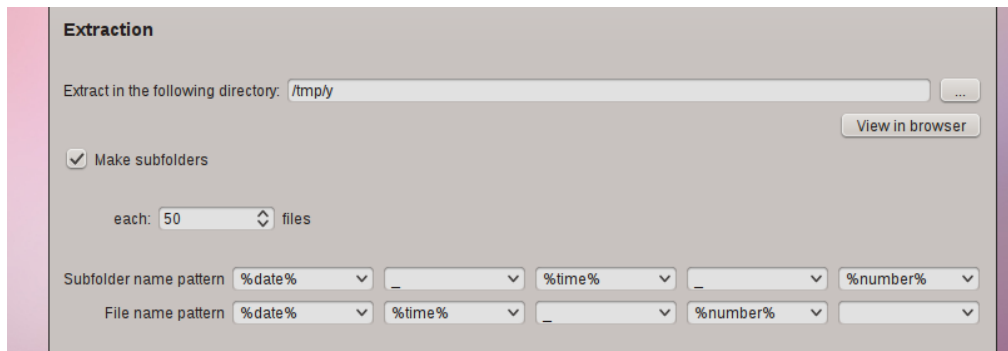 Extraction
Extract in the following directory: /tmp/y ...
View in browser
Make subfolders
each: 50 files
Subfolder name pattern %date% _ %time% _ %number%
File name pattern %date% %time% _ %number%